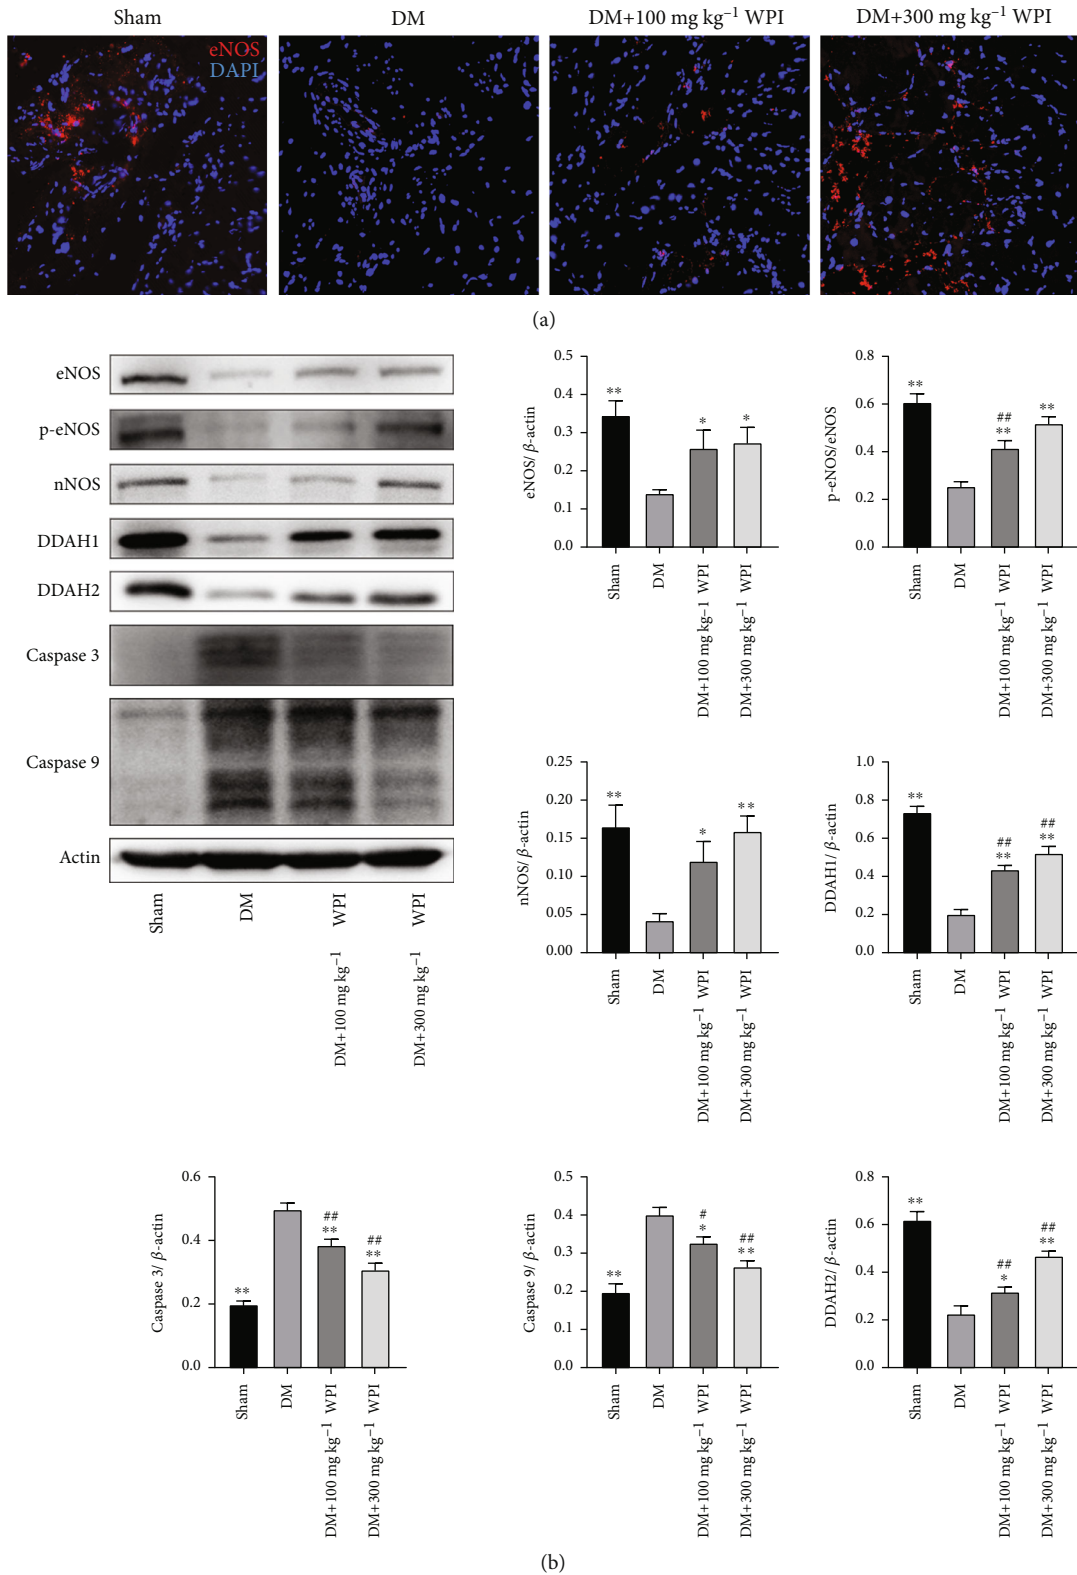 Sham
DM
DM+100 mg kg⁻¹ WPI
DM+300 mg kg⁻¹ WPI
eNOS
DAPI
(a)
eNOS
p-eNOS
nNOS
DDAH1
DDAH2
Caspase 3
Caspase 9
Actin
Sham
DM
DM+100 mg kg⁻¹ WPI
DM+300 mg kg⁻¹ WPI
eNOS/β-actin
0.5
0.4
0.3
0.2
0.1
0.0
**
*
*
Sham
DM
DM+100 mg kg⁻¹ WPI
DM+300 mg kg⁻¹ WPI
p-eNOS/eNOS
0.8
0.6
0.4
0.2
0.0
**
##
**
**
Sham
DM
DM+100 mg kg⁻¹ WPI
DM+300 mg kg⁻¹ WPI
nNOS/β-actin
0.25
0.20
0.15
0.10
0.05
0.00
**
*
**
Sham
DM
DM+100 mg kg⁻¹ WPI
DM+300 mg kg⁻¹ WPI
DDAH1/β-actin
1.0
0.8
0.6
0.4
0.2
0.0
**
##
**
##
**
Sham
DM
DM+100 mg kg⁻¹ WPI
DM+300 mg kg⁻¹ WPI
Caspase 3/β-actin
0.6
0.4
0.2
0.0
**
##
**
##
**
Sham
DM
DM+100 mg kg⁻¹ WPI
DM+300 mg kg⁻¹ WPI
Caspase 9/β-actin
0.5
0.4
0.3
0.2
0.1
0.0
**
#
*
##
**
Sham
DM
DM+100 mg kg⁻¹ WPI
DM+300 mg kg⁻¹ WPI
DDAH2/β-actin
0.8
0.6
0.4
0.2
0.0
**
##
*
##
**
Sham
DM
DM+100 mg kg⁻¹ WPI
DM+300 mg kg⁻¹ WPI
(b)